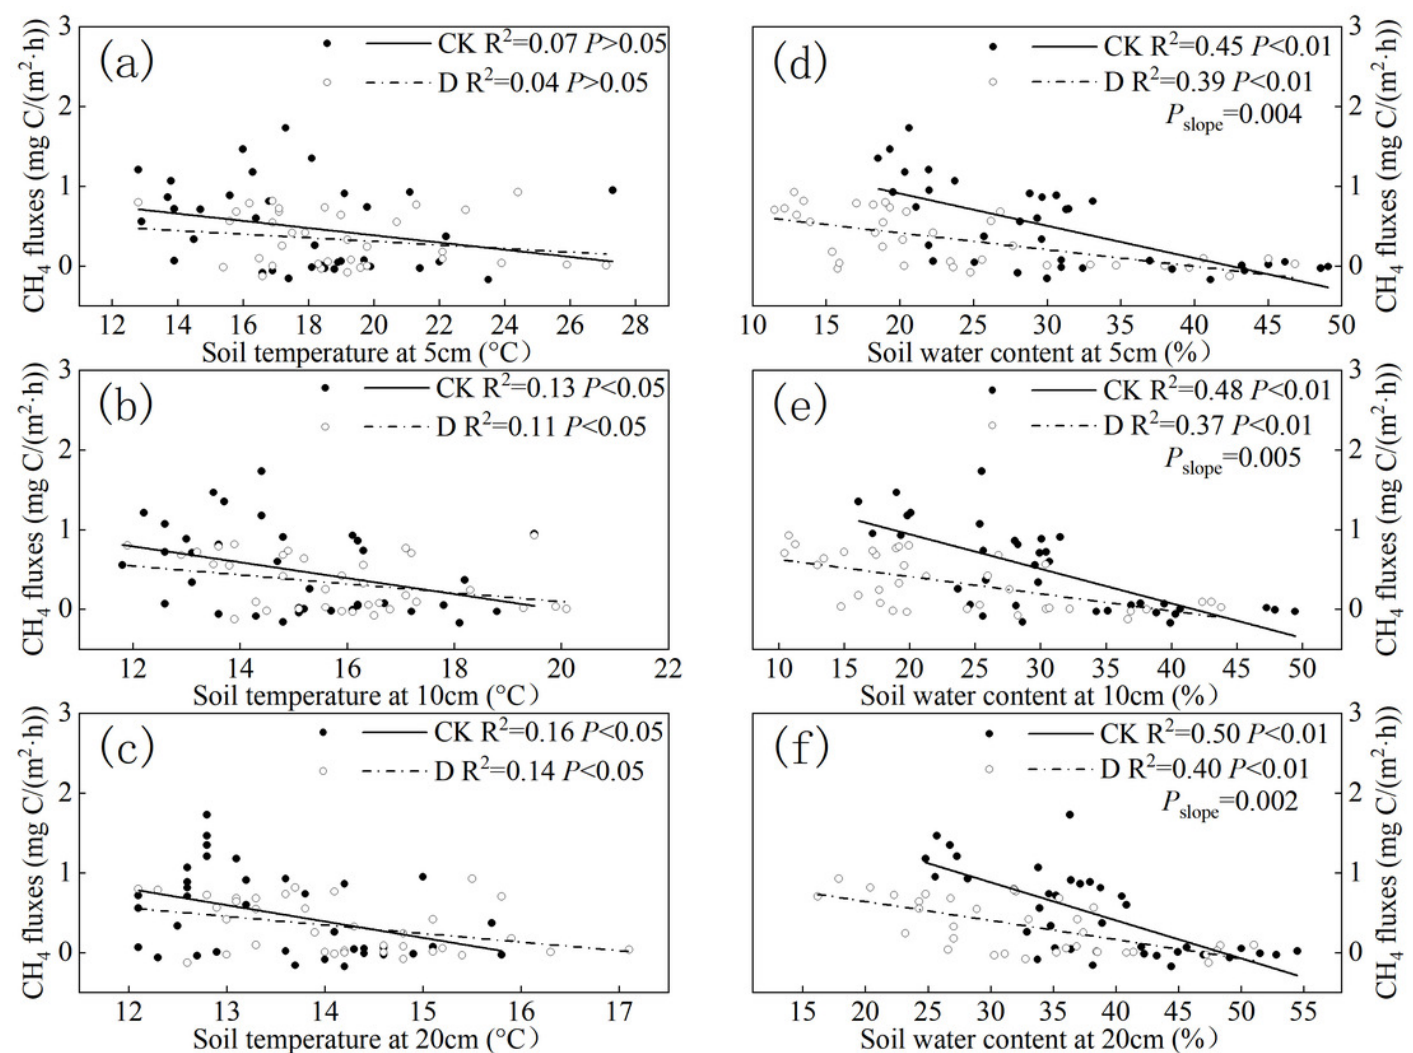 (a)
CK R²=0.07 P>0.05
D R²=0.04 P>0.05
CH₄ fluxes (mg C/(m²·h))
3
2
1
0
12 14 16 18 20 22 24 26 28
Soil temperature at 5cm (°C)
(d)
CK R²=0.45 P<0.01
D R²=0.39 P<0.01
Pslope=0.004
CH₄ fluxes (mg C/(m²·h))
3
2
1
0
10 15 20 25 30 35 40 45 50
Soil water content at 5cm (%)
(b)
CK R²=0.13 P<0.05
D R²=0.11 P<0.05
CH₄ fluxes (mg C/(m²·h))
3
2
1
0
12 14 16 18 20 22
Soil temperature at 10cm (°C)
(e)
CK R²=0.48 P<0.01
D R²=0.37 P<0.01
Pslope=0.005
CH₄ fluxes (mg C/(m²·h))
3
2
1
0
10 15 20 25 30 35 40 45 50
Soil water content at 10cm (%)
(c)
CK R²=0.16 P<0.05
D R²=0.14 P<0.05
CH₄ fluxes (mg C/(m²·h))
3
2
1
0
12 13 14 15 16 17
Soil temperature at 20cm (°C)
(f)
CK R²=0.50 P<0.01
D R²=0.40 P<0.01
Pslope=0.002
CH₄ fluxes (mg C/(m²·h))
3
2
1
0
15 20 25 30 35 40 45 50 55
Soil water content at 20cm (%)